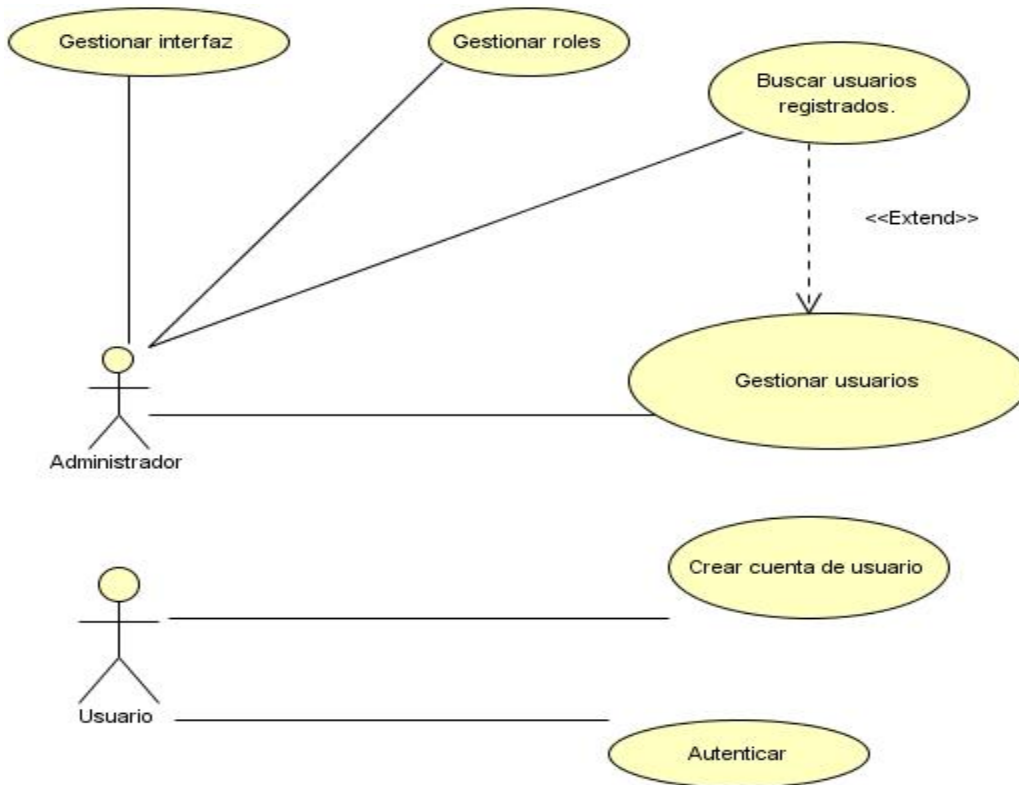 Gestionar interfaz
Gestionar roles
Buscar usuarios
registrados.
<<Extend>>
Gestionar usuarios
Administrador
Crear cuenta de usuario
Usuario
Autenticar